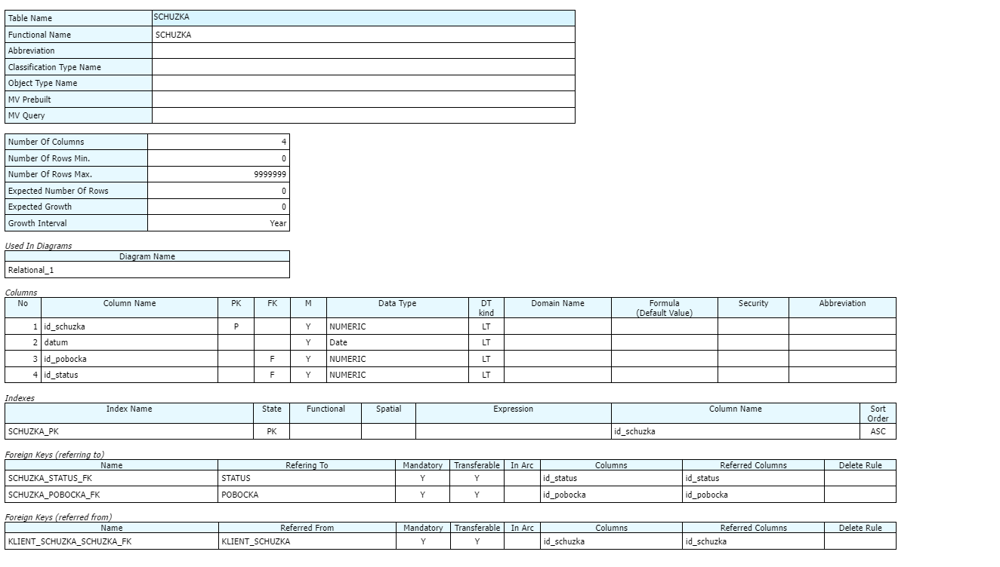 Table Name SCHUZKA
Functional Name SCHUZKA
Abbreviation
Classification Type Name
Object Type Name
MV Prebuilt
MV Query
Number Of Columns 4
Number Of Rows Min. 0
Number Of Rows Max. 9999999
Expected Number Of Rows 0
Expected Growth 0
Growth Interval Year
Used In Diagrams
Diagram Name
Relational_1
Columns
No Column Name PK FK M Data Type DT kind Domain Name Formula (Default Value) Security Abbreviation
1 id_schuzka P Y NUMERIC LT
2 datum Y Date LT
3 id_pobocka F Y NUMERIC LT
4 id_status F Y NUMERIC LT
Indexes
Index Name State Functional Spatial Expression Column Name Sort Order
SCHUZKA_PK PK id_schuzka ASC
Foreign Keys (referring to)
Name Refering To Mandatory Transferable In Arc Columns Referred Columns Delete Rule
SCHUZKA_STATUS_FK STATUS Y Y id_status id_status
SCHUZKA_POBOCKA_FK POBOCKA Y Y id_pobocka id_pobocka
Foreign Keys (referred from)
Name Referred From Mandatory Transferable In Arc Columns Referred Columns Delete Rule
KLIENT_SCHUZKA_SCHUZKA_FK KLIENT_SCHUZKA Y Y id_schuzka id_schuzka